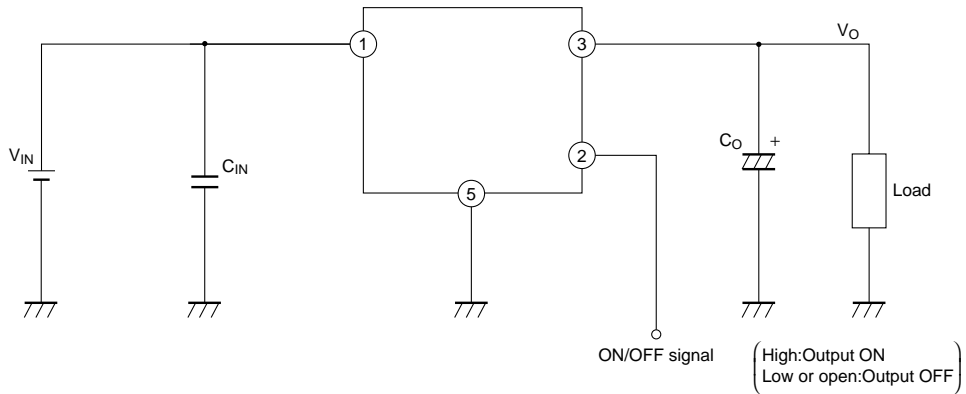 1
3
V_O
V_IN
C_IN
2
C_O +
5
Load
ON/OFF signal
High:Output ON
Low or open:Output OFF